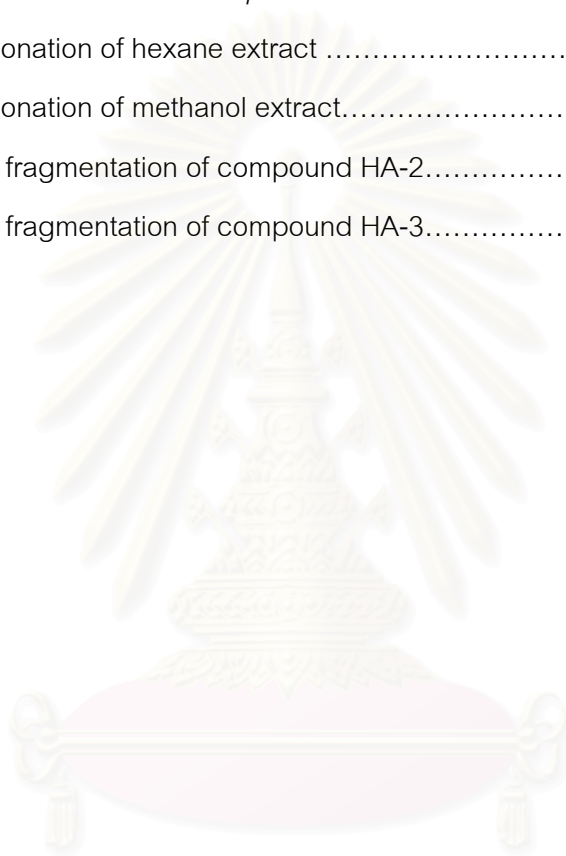 onation of hexane extract ..........................
onation of methanol extract........................
fragmentation of compound HA-2...............
fragmentation of compound HA-3...............